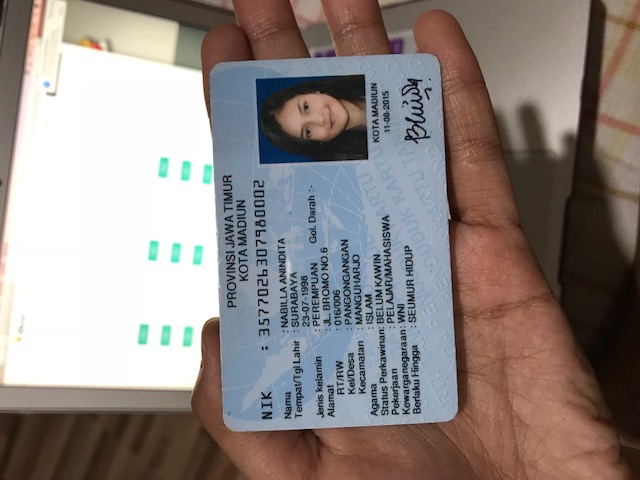 PROVINSI JAWA TIMUR
KOTA MADIUN
NIK : 3577026307980002
Nama : NABILLA ANINDITA
Tempat/Tgl Lahir : SURABAYA
23-07-1998
Jenis kelamin : PEREMPUAN Gol. Darah :-
Alamat : JL. BROMO NO.6
RT/RW : 016/006
Kel/Desa : PANGONGANGAN
Kecamatan : MANGUHARJO
Agama : ISLAM
Status Perkawinan: BELUM KAWIN
Pekerjaan : PELAJAR/MAHASISWA
Kewarganegaraan: WNI
Berlaku Hingga : SEUMUR HIDUP
KOTA MADIUN
11-08-2015